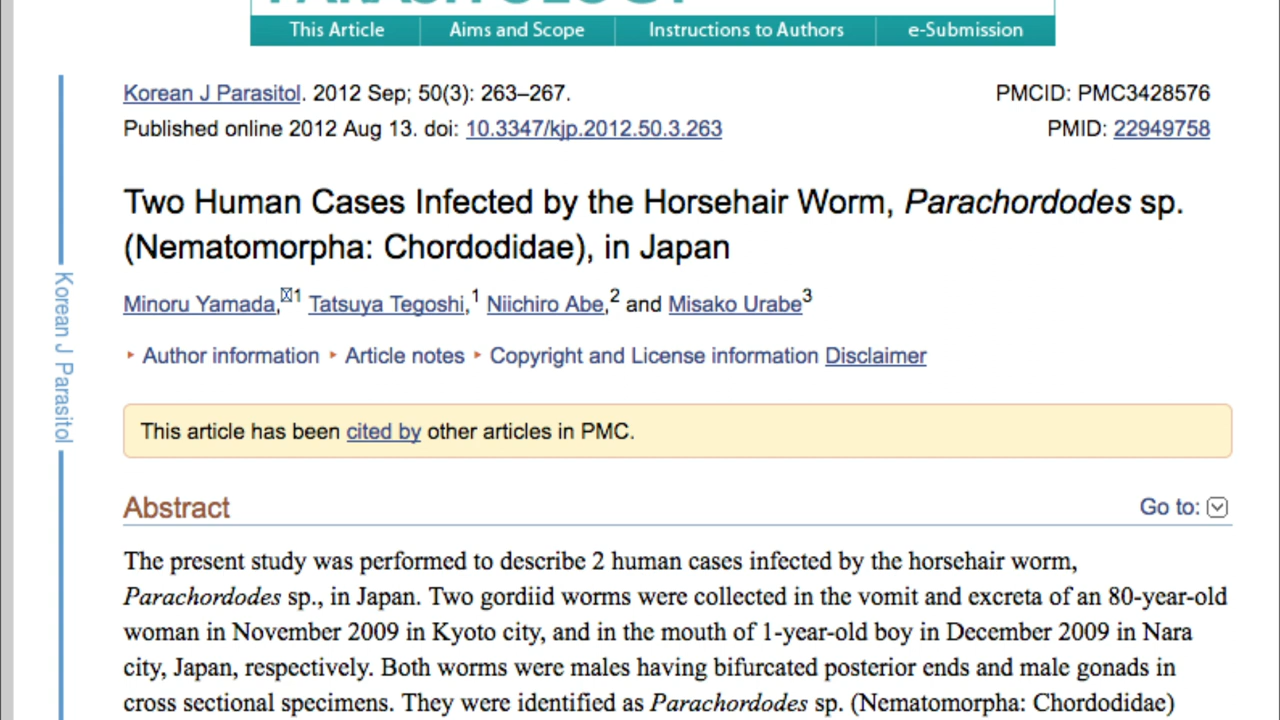 PARASITOLOGY
This Article Aims and Scope Instructions to Authors e-Submission
Korean J Parasitol. 2012 Sep; 50(3): 263–267. PMCID: PMC3428576
Published online 2012 Aug 13. doi: 10.3347/kjp.2012.50.3.263 PMID: 22949758
Two Human Cases Infected by the Horsehair Worm, Parachordodes sp.
(Nematomorpha: Chordodidae), in Japan
Minoru Yamada,1 Tatsuya Tegoshi,1 Niichiro Abe,2 and Misako Urabe3
Author information Article notes Copyright and License information Disclaimer
Korean J Parasitol
This article has been cited by other articles in PMC.
Abstract Go to:
The present study was performed to describe 2 human cases infected by the horsehair worm,
Parachordodes sp., in Japan. Two gordiid worms were collected in the vomit and excreta of an 80-year-old
woman in November 2009 in Kyoto city, and in the mouth of 1-year-old boy in December 2009 in Nara
city, Japan, respectively. Both worms were males having bifurcated posterior ends and male gonads in
cross sectional specimens. They were identified as Parachordodes sp. (Nematomorpha: Chordodidae)